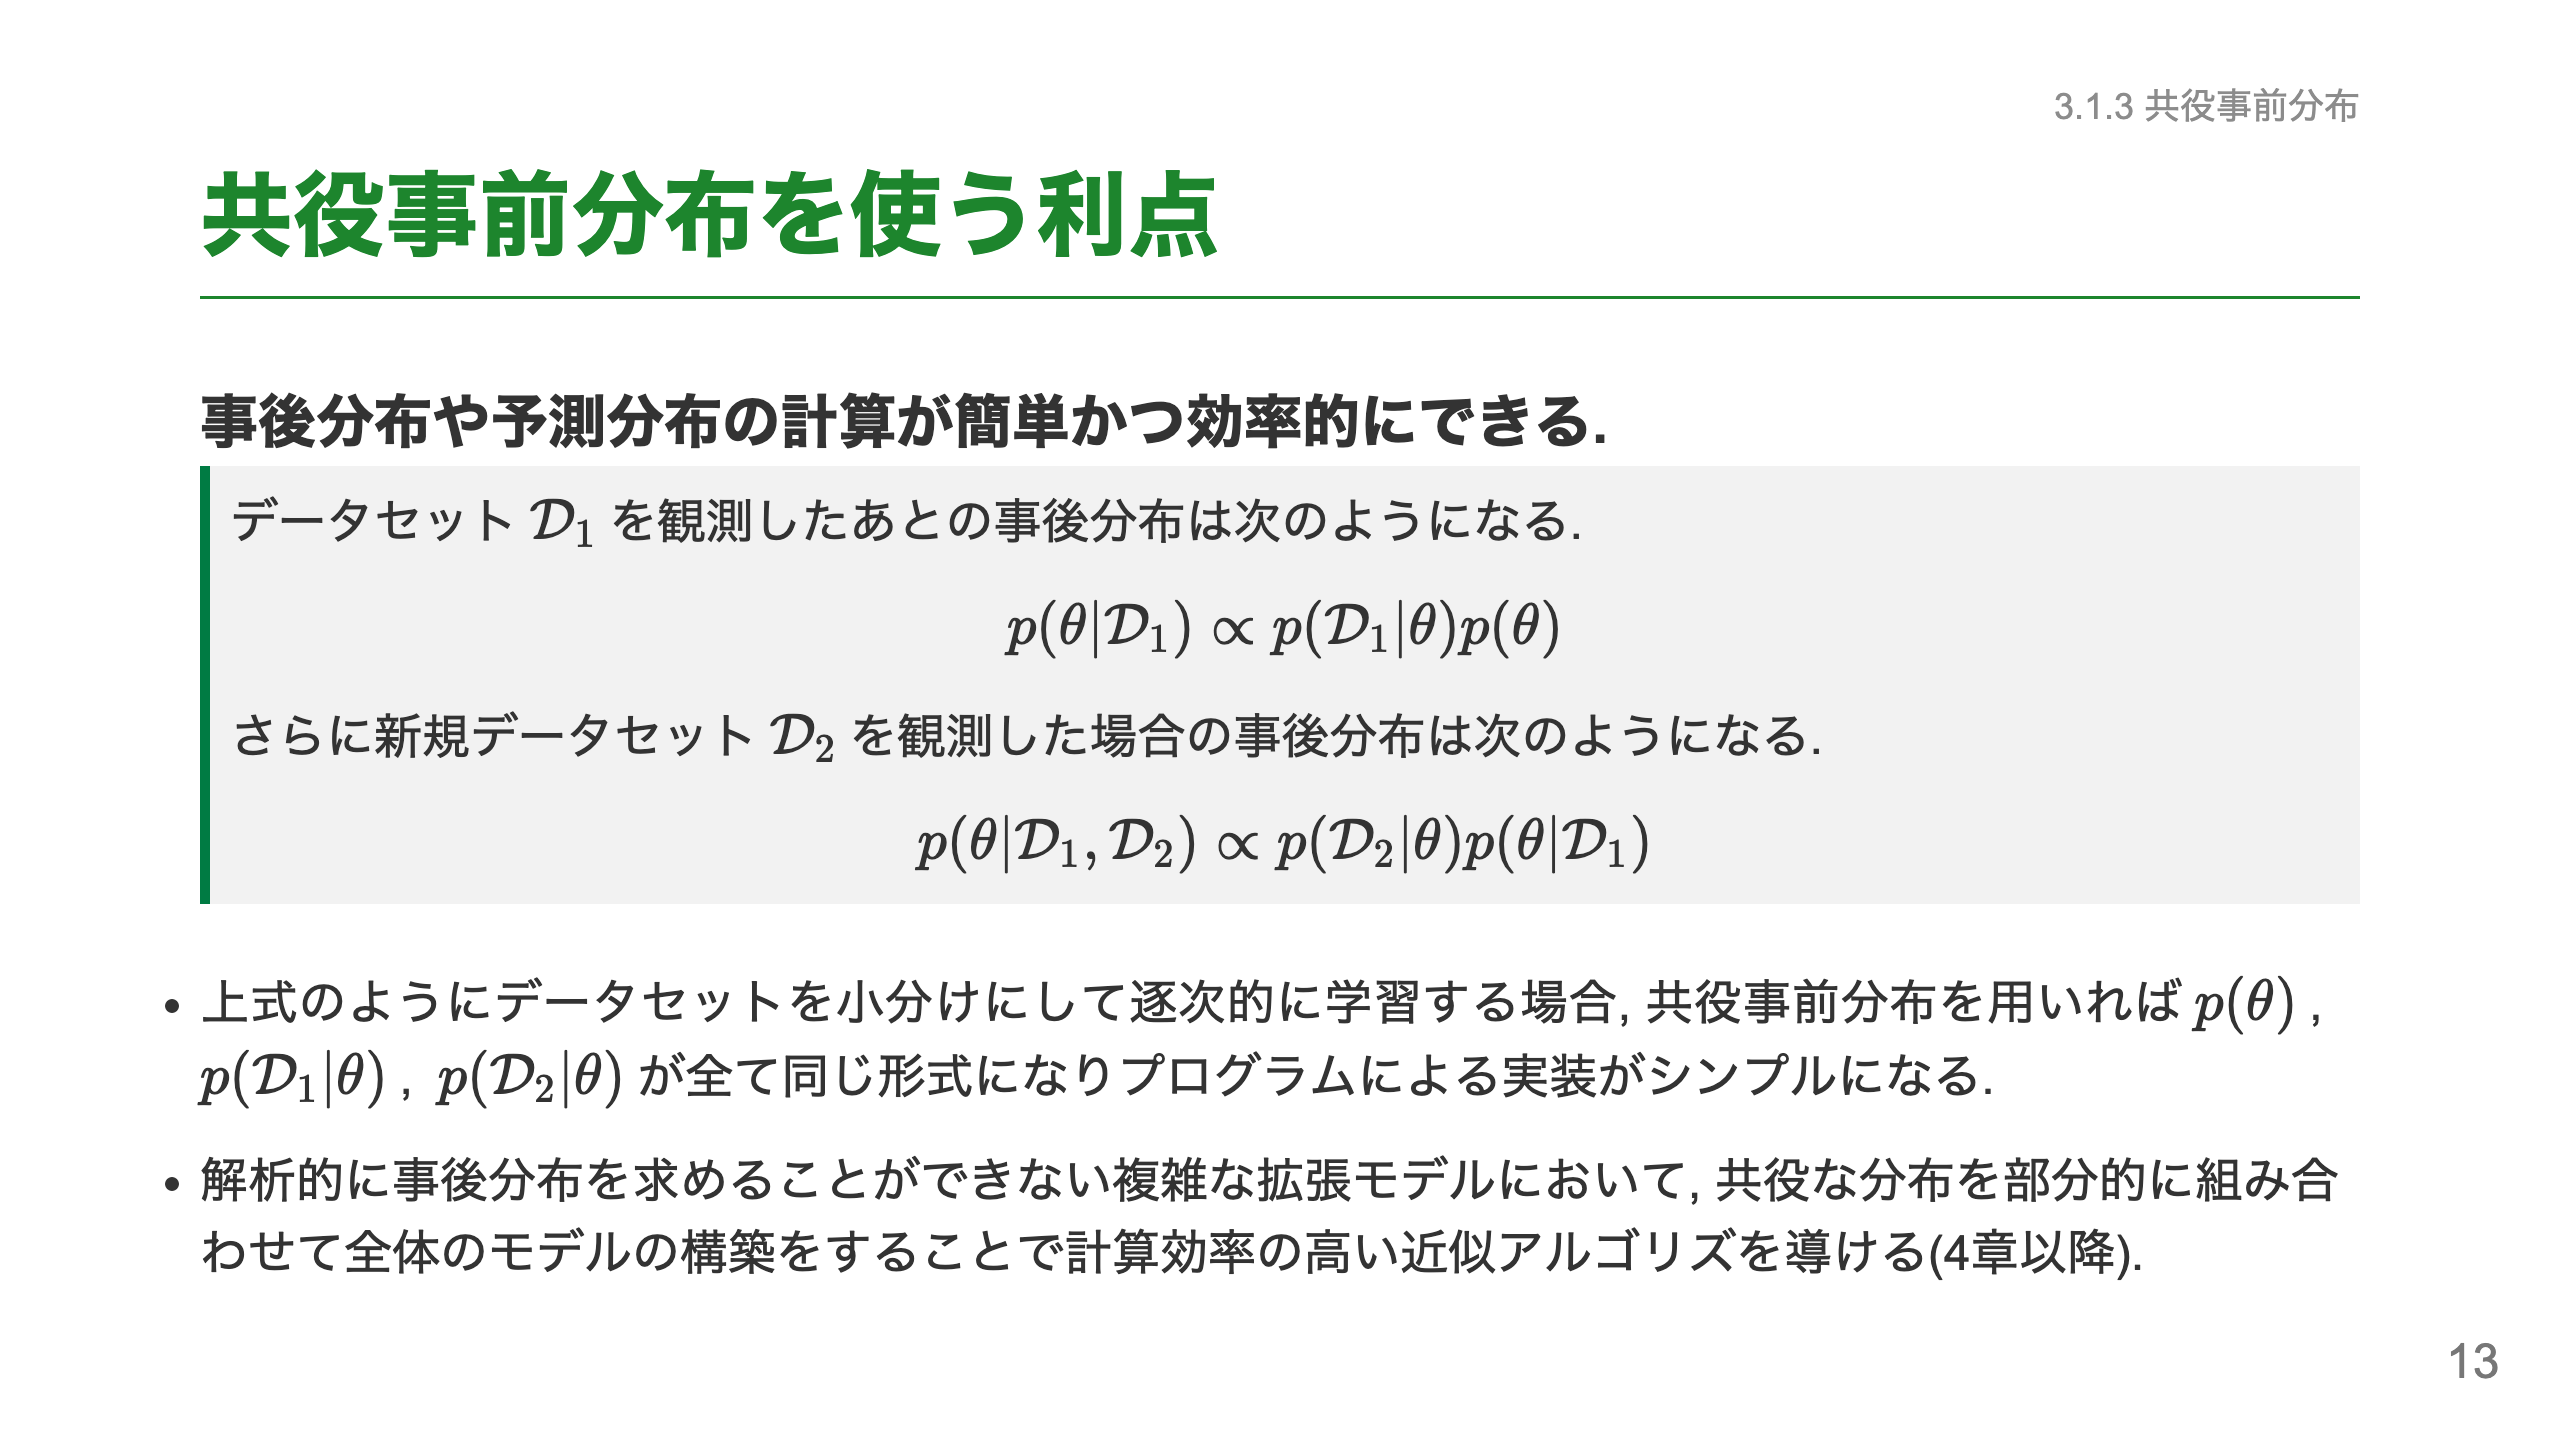 3.1.3 共役事前分布
共役事前分布を使う利点
事後分布や予測分布の計算が簡単かつ効率的にできる.
データセット 𝒟₁ を観測したあとの事後分布は次のようになる.
p(θ|𝒟₁) ∝ p(𝒟₁|θ)p(θ)
さらに新規データセット 𝒟₂ を観測した場合の事後分布は次のようになる.
p(θ|𝒟₁, 𝒟₂) ∝ p(𝒟₂|θ)p(θ|𝒟₁)
• 上式のようにデータセットを小分けにして逐次的に学習する場合, 共役事前分布を用いれば p(θ) ,
p(𝒟₁|θ) , p(𝒟₂|θ) が全て同じ形式になりプログラムによる実装がシンプルになる.
• 解析的に事後分布を求めることができない複雑な拡張モデルにおいて, 共役な分布を部分的に組み合
わせて全体のモデルの構築をすることで計算効率の高い近似アルゴリズを導ける(4章以降).
13